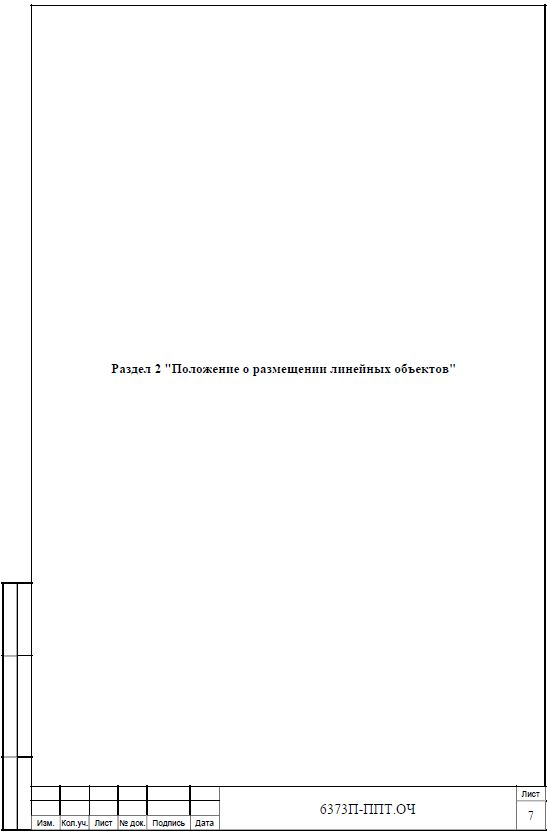 Раздел 2 "Положение о размещении линейных объектов"
Лист
6373П-ППТ.ОЧ
7
Изм. Кол.уч. Лист № док. Подпись Дата